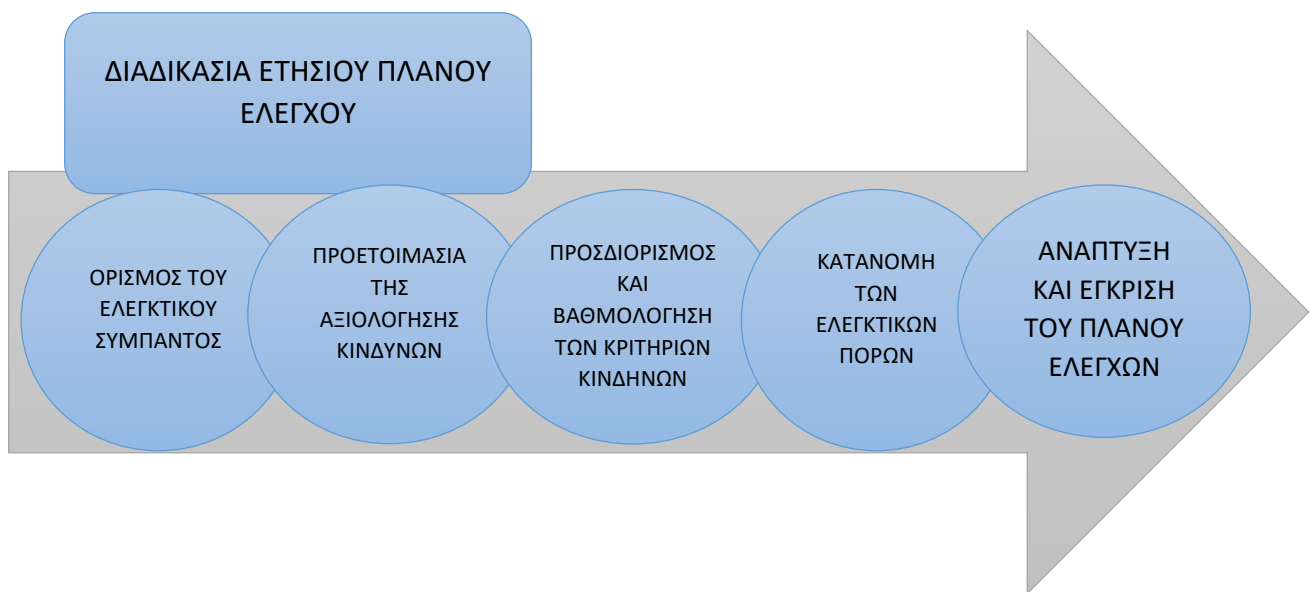 ΔΙΑΔΙΚΑΣΙΑ ΕΤΗΣΙΟΥ ΠΛΑΝΟΥ
ΕΛΕΓΧΟΥ
ΟΡΙΣΜΟΣ ΤΟΥ
ΕΛΕΓΚΤΙΚΟΥ
ΣΥΜΠΑΝΤΟΣ
ΠΡΟΕΤΟΙΜΑΣΙΑ
ΤΗΣ
ΑΞΙΟΛΟΓΗΣΗΣ
ΚΙΝΔΥΝΩΝ
ΠΡΟΣΔΙΟΡΙΣΜΟΣ
ΚΑΙ
ΒΑΘΜΟΛΟΓΗΣΗ
ΤΩΝ ΚΡΙΤΗΡΙΩΝ
ΚΙΝΔΗΝΩΝ
ΚΑΤΑΝΟΜΗ
ΤΩΝ
ΕΛΕΓΚΤΙΚΩΝ
ΠΟΡΩΝ
ΑΝΑΠΤΥΞΗ
ΚΑΙ ΕΓΚΡΙΣΗ
ΤΟΥ ΠΛΑΝΟΥ
ΕΛΕΓΧΩΝ